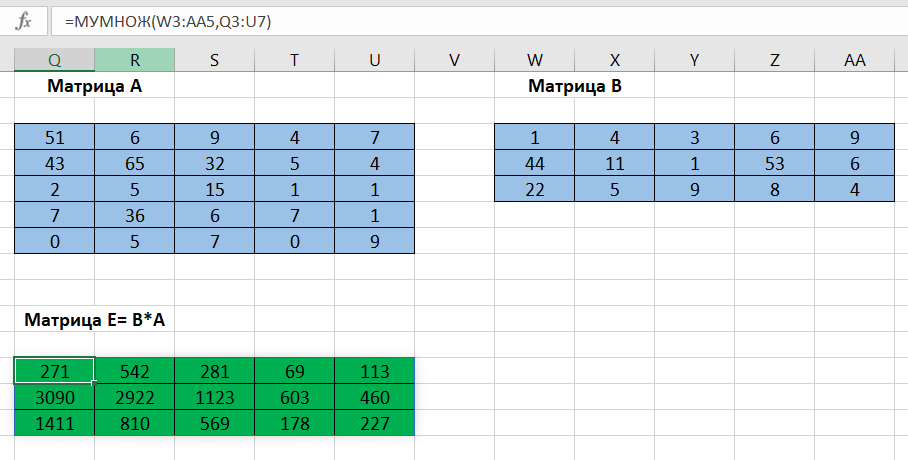 fx =МУМНОЖ(W3:AA5,Q3:U7)
Q R S T U V W X Y Z AA
Матрица А Матрица В
51 6 9 4 7 1 4 3 6 9
43 65 32 5 4 44 11 1 53 6
2 5 15 1 1 22 5 9 8 4
7 36 6 7 1
0 5 7 0 9
Матрица Е= В*А
271 542 281 69 113
3090 2922 1123 603 460
1411 810 569 178 227